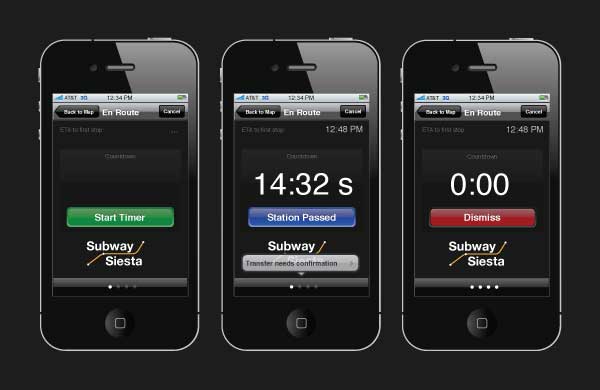 AT&T 3G 12:34 PM
Back to Map En Route Cancel
ETA to first stop ...
Countdown
Start Timer
Subway
Siesta
AT&T 3G 12:34 PM
Back to Map En Route Cancel
ETA to first stop 12:48 PM
Countdown
14:32 s
Station Passed
Subway
Siesta
Transfer needs confirmation
AT&T 3G 12:34 PM
Back to Map En Route Cancel
ETA to first stop 12:48 PM
Countdown
0:00
Dismiss
Subway
Siesta